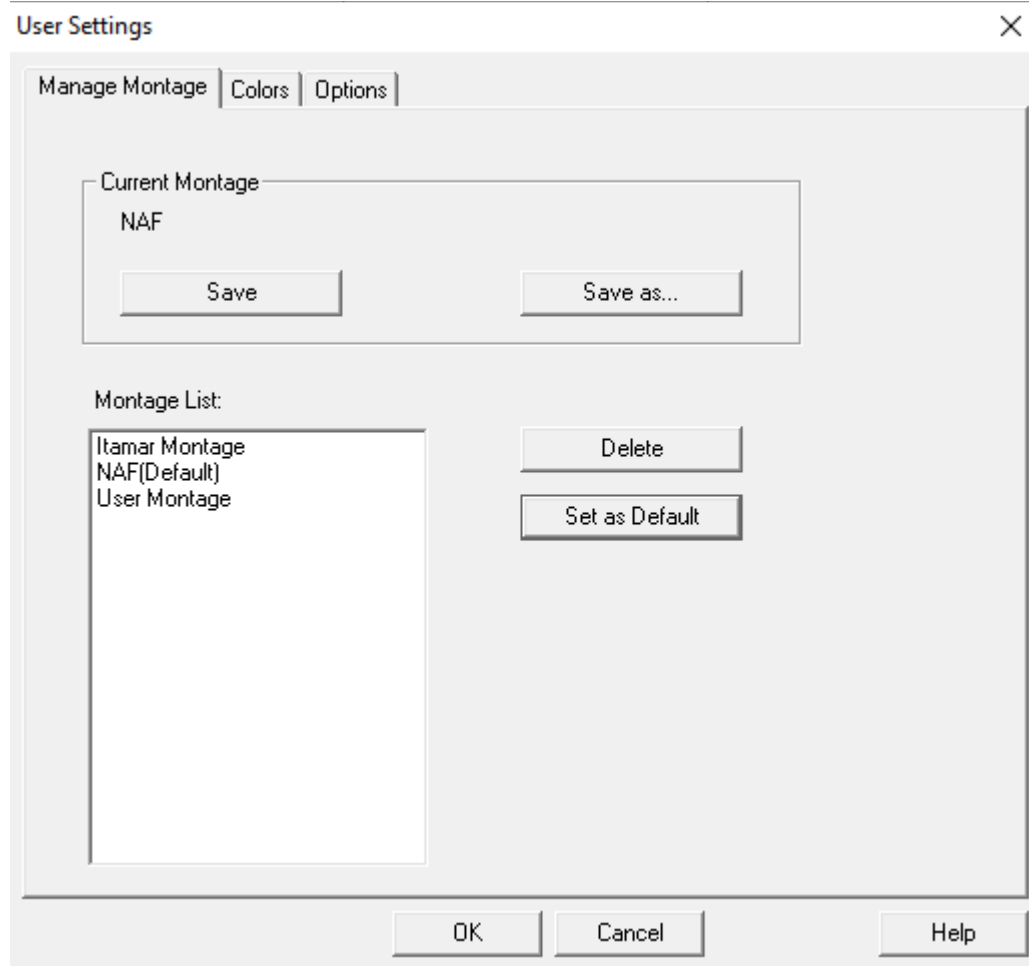 User Settings
Manage Montage
Colors
Options
Current Montage
NAF
Save
Save as...
Montage List:
Itamar Montage
NAF(Default)
User Montage
Delete
Set as Default
OK
Cancel
Help